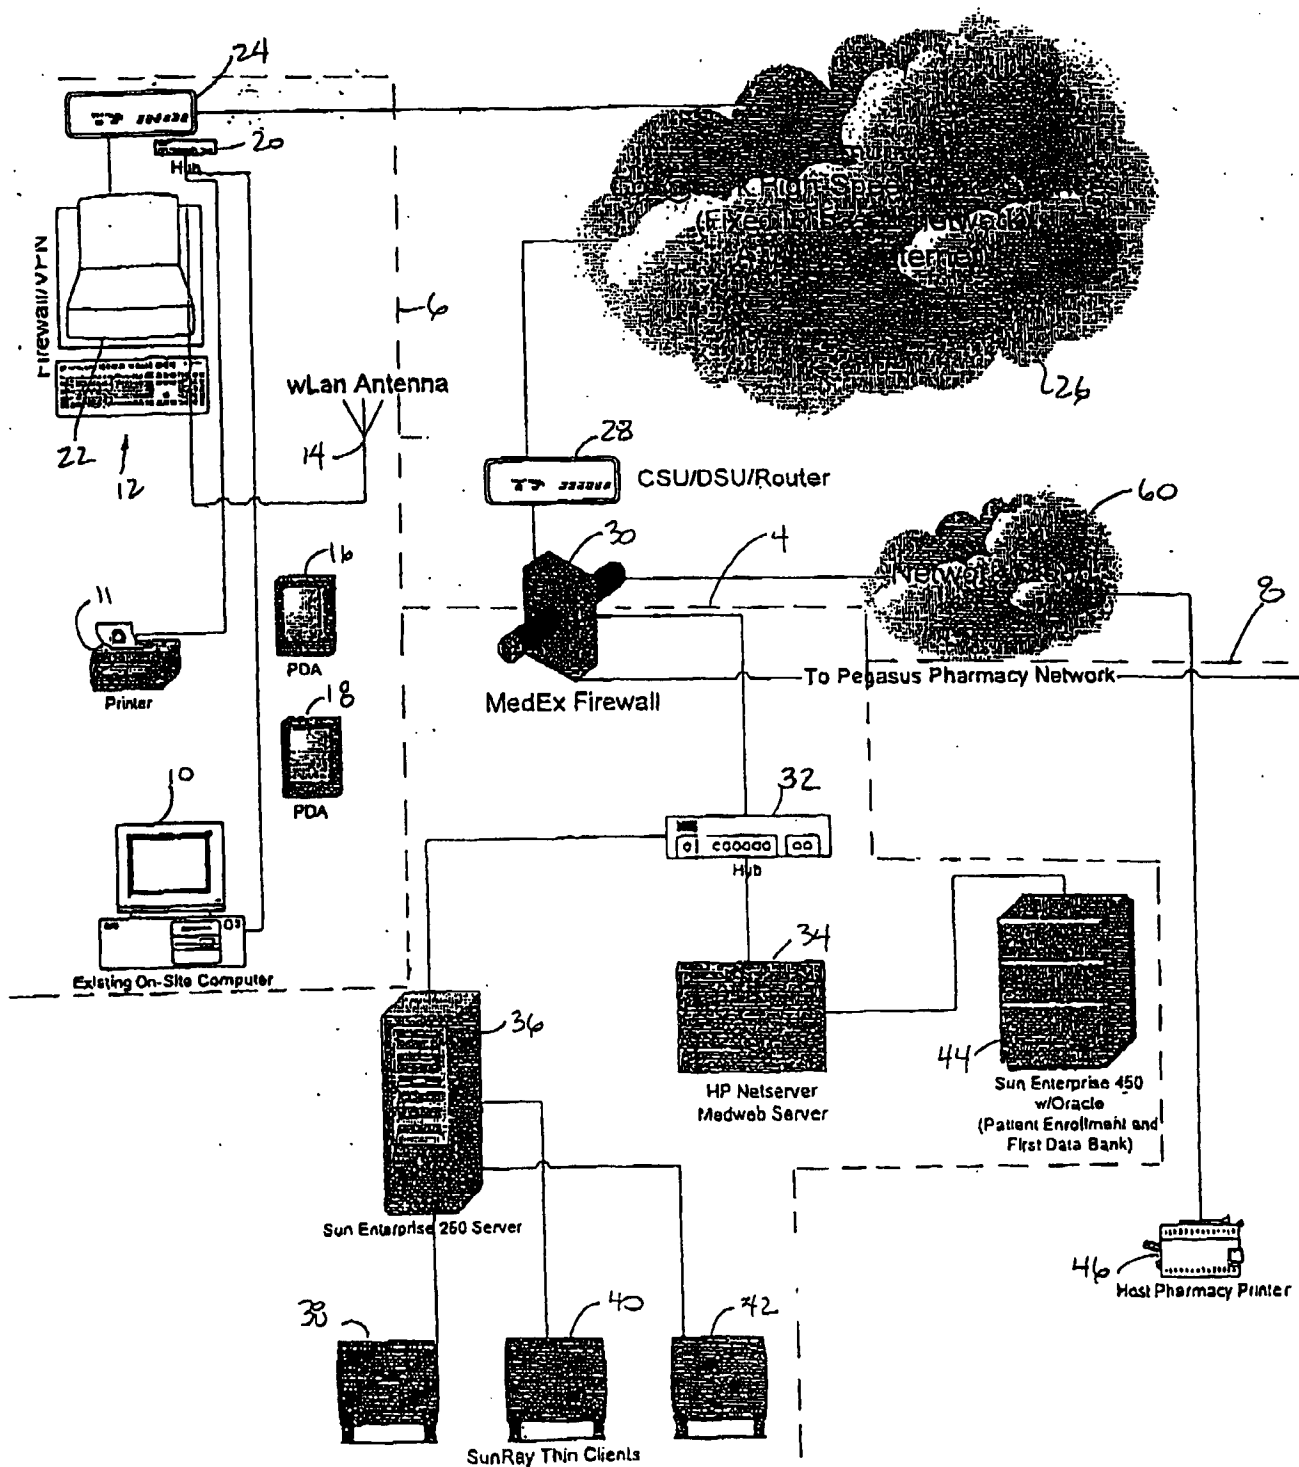 24
20
Hub
Firewall/VPN
6
wLan Antenna
22
12
14
26
28
CSU/DSU/Router
60
30
4
16
11
8
PDA
To Pegasus Pharmacy Network
Printer
MedEx Firewall
18
10
PDA
32
Hub
34
Existing On-Site Computer
36
44
HP Netserver
Medweb Server
Sun Enterprise 450
w/Oracle
(Patient Enrollment and
First Data Bank)
Sun Enterprise 250 Server
46
Host Pharmacy Printer
38
40
42
SunRay Thin Clients